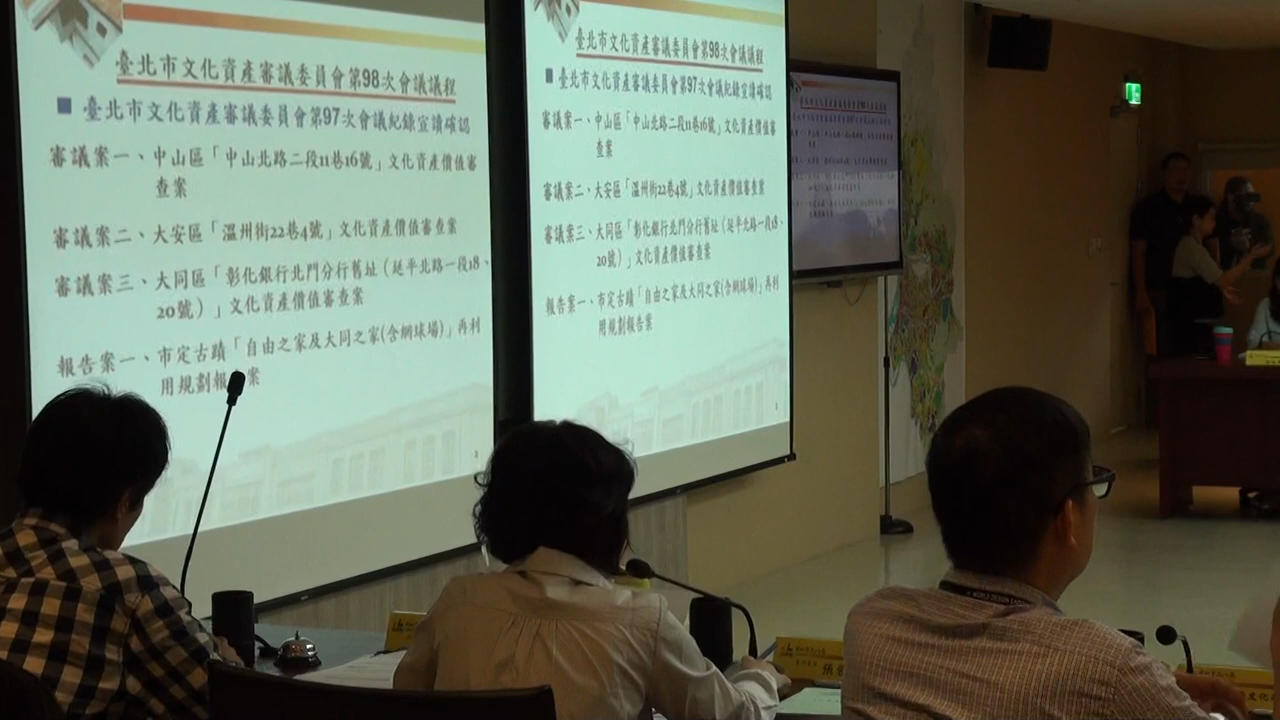 臺北市文化資產審議委員會第98次會議議程
臺北市文化資產審議委員會第97次會議紀錄宣讀確認
審議案一、中山區「中山北路二段11巷16號」文化資產價值審
查案
審議案二、大安區「溫州街22巷4號」文化資產價值審查案
審議案三、大同區「彰化銀行北門分行舊址(延平北路一段18、
20號)」文化資產價值審查案
報告案一、市定古蹟「自由之家及大同之家(含網球場)」再利
用規劃報 案
臺北市文化資產審議委員會第98次會議議程
臺北市文化資產審議委員會第97次會議紀錄宣讀確認
審議案一、中山區「中山北路二段11巷16號」文化資產價值審
查案
審議案二、大安區「溫州街22巷4號」文化資產價值審查案
審議案三、大同區「彰化銀行北門分行舊址(延平北路一段18、
20號)」文化資產價值審查案
報告案一、市定古蹟「自由之家及大同之家(含網球場)」再利
用規劃報告案
WORLD DESIGN